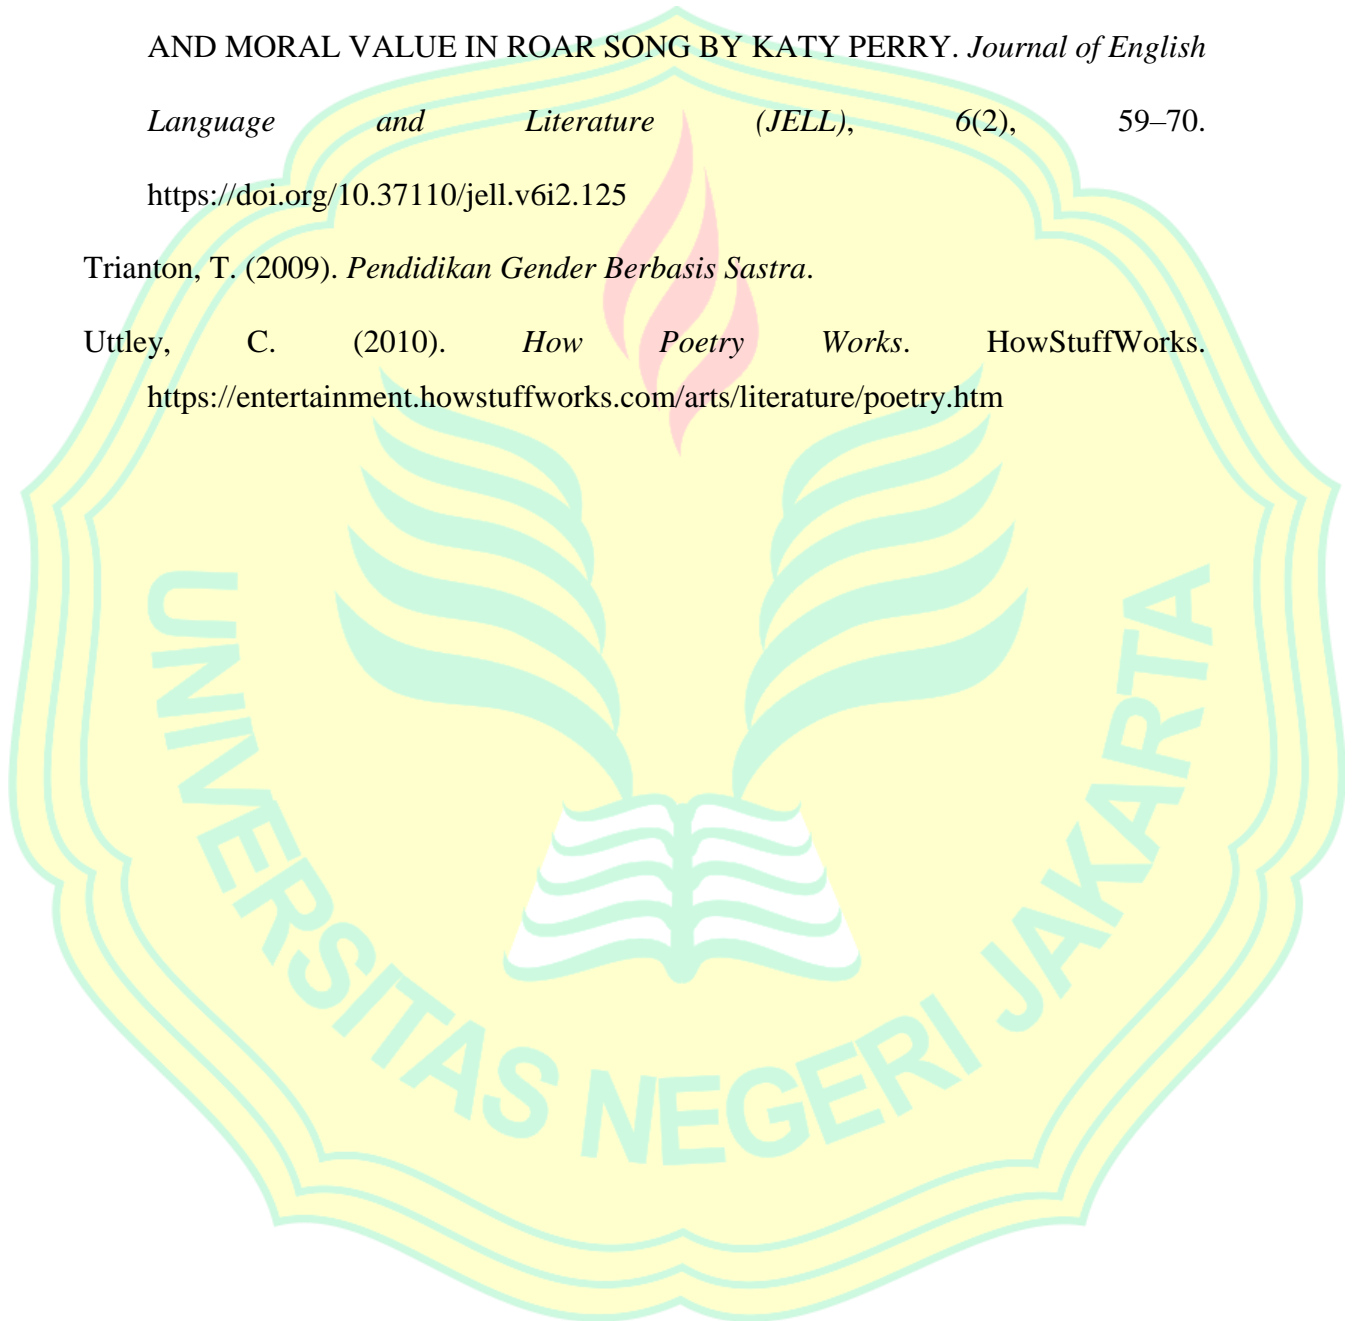 AND MORAL VALUE IN ROAR SONG BY KATY PERRY. Journal of English
Language and Literature (JELL), 6(2), 59–70.
https://doi.org/10.37110/jell.v6i2.125
Trianton, T. (2009). Pendidikan Gender Berbasis Sastra.
Uttley, C. (2010). How Poetry Works. HowStuffWorks.
https://entertainment.howstuffworks.com/arts/literature/poetry.htm
UNIVERSITAS NEGERI JAKARTA